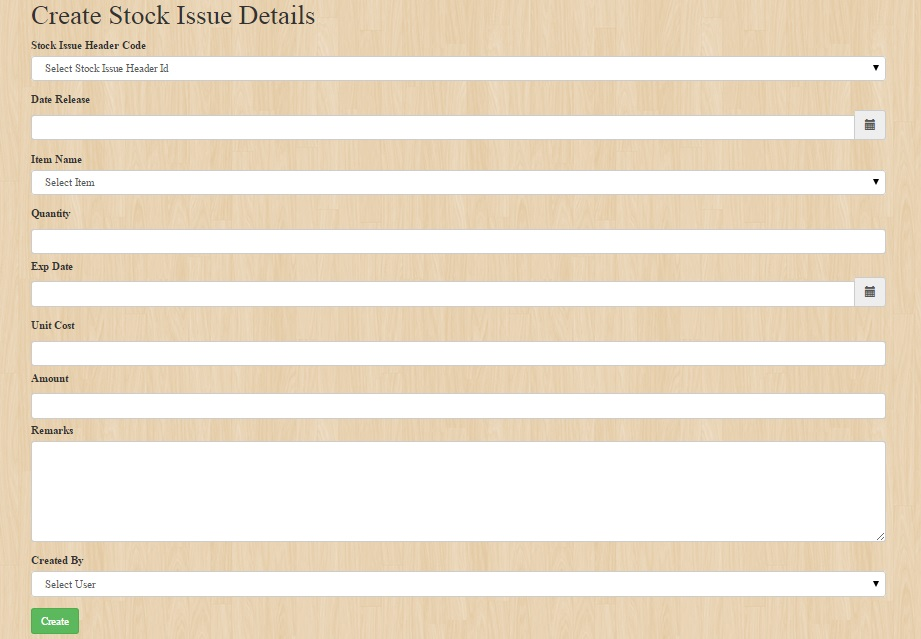 Create Stock Issue Details
Stock Issue Header Code
Select Stock Issue Header Id
Date Release
Item Name
Select Item
Quantity
Exp Date
Unit Cost
Amount
Remarks
Created By
Select User
Create